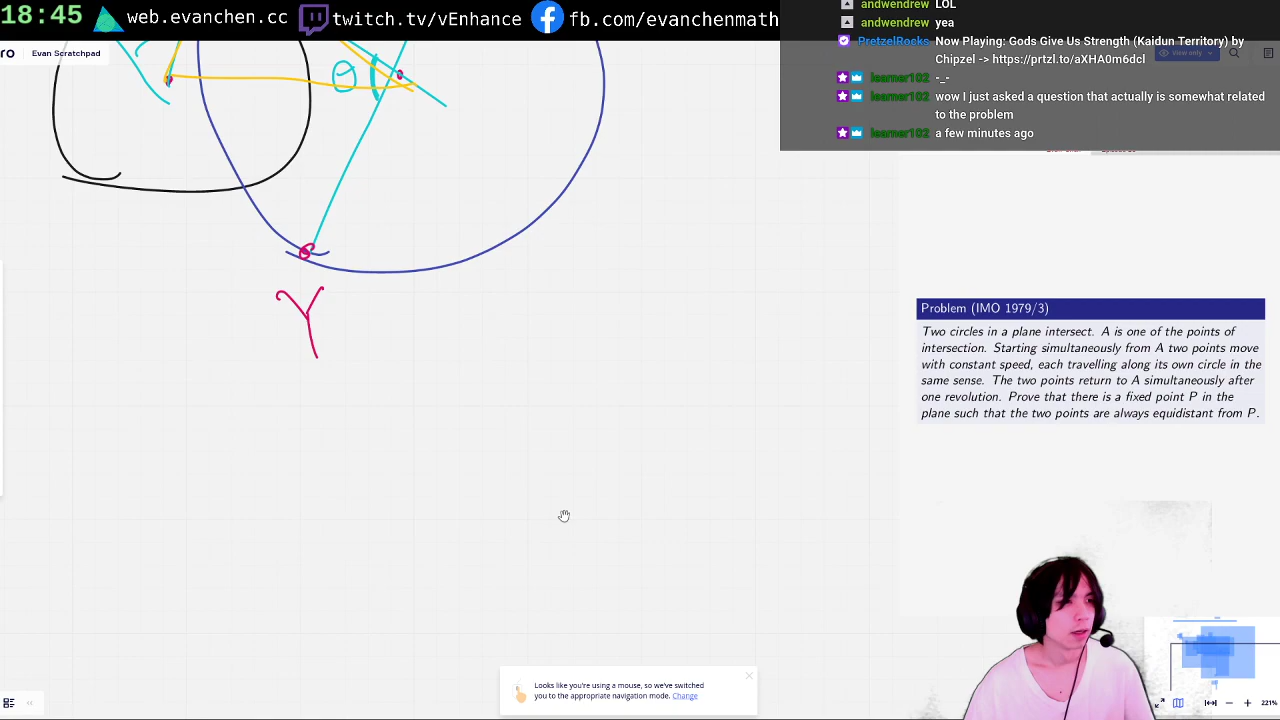 18:45
web.evanchen.cc
twitch.tv/vEnhance
fb.com/evanchenmath
andwendrew LOL
andwendrew yea
PretzelRocks Now Playing: Gods Give Us Strength (Kaidun Territory) by
Chipzel -> https://prtzl.to/aXHA0m6dcl
learner102 -_-
learner102 wow I just asked a question that actually is somewhat related
to the problem
learner102 a few minutes ago
ro
Evan Scratchpad
View only
θ
Y
Problem (IMO 1979/3)
Two circles in a plane intersect. A is one of the points of
intersection. Starting simultaneously from A two points move
with constant speed, each travelling along its own circle in the
same sense. The two points return to A simultaneously after
one revolution. Prove that there is a fixed point P in the
plane such that the two points are always equidistant from P.
Looks like you're using a mouse, so we've switched
you to the appropriate navigation mode. Change
221%